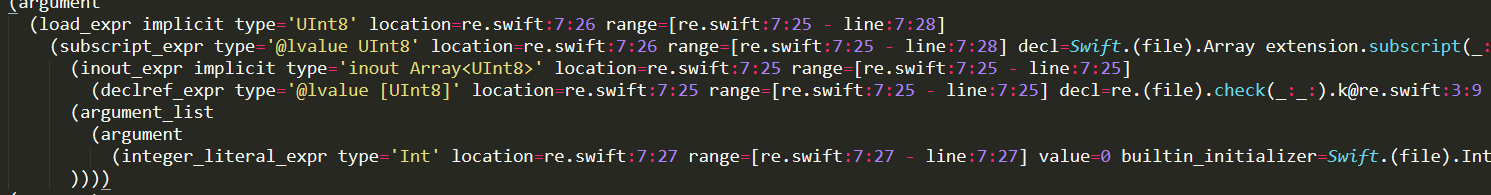 (argument
(load_expr implicit type='UInt8' location=re.swift:7:26 range=[re.swift:7:25 - line:7:28]
(subscript_expr type='@lvalue UInt8' location=re.swift:7:26 range=[re.swift:7:25 - line:7:28] decl=Swift.(file).Array extension.subscript(_:
(inout_expr implicit type='inout Array<UInt8>' location=re.swift:7:25 range=[re.swift:7:25 - line:7:25]
(declref_expr type='@lvalue [UInt8]' location=re.swift:7:25 range=[re.swift:7:25 - line:7:25] decl=re.(file).check(_:_:).k@re.swift:3:9
(argument_list
(argument
(integer_literal_expr type='Int' location=re.swift:7:27 range=[re.swift:7:27 - line:7:27] value=0 builtin_initializer=Swift.(file).Int
))))